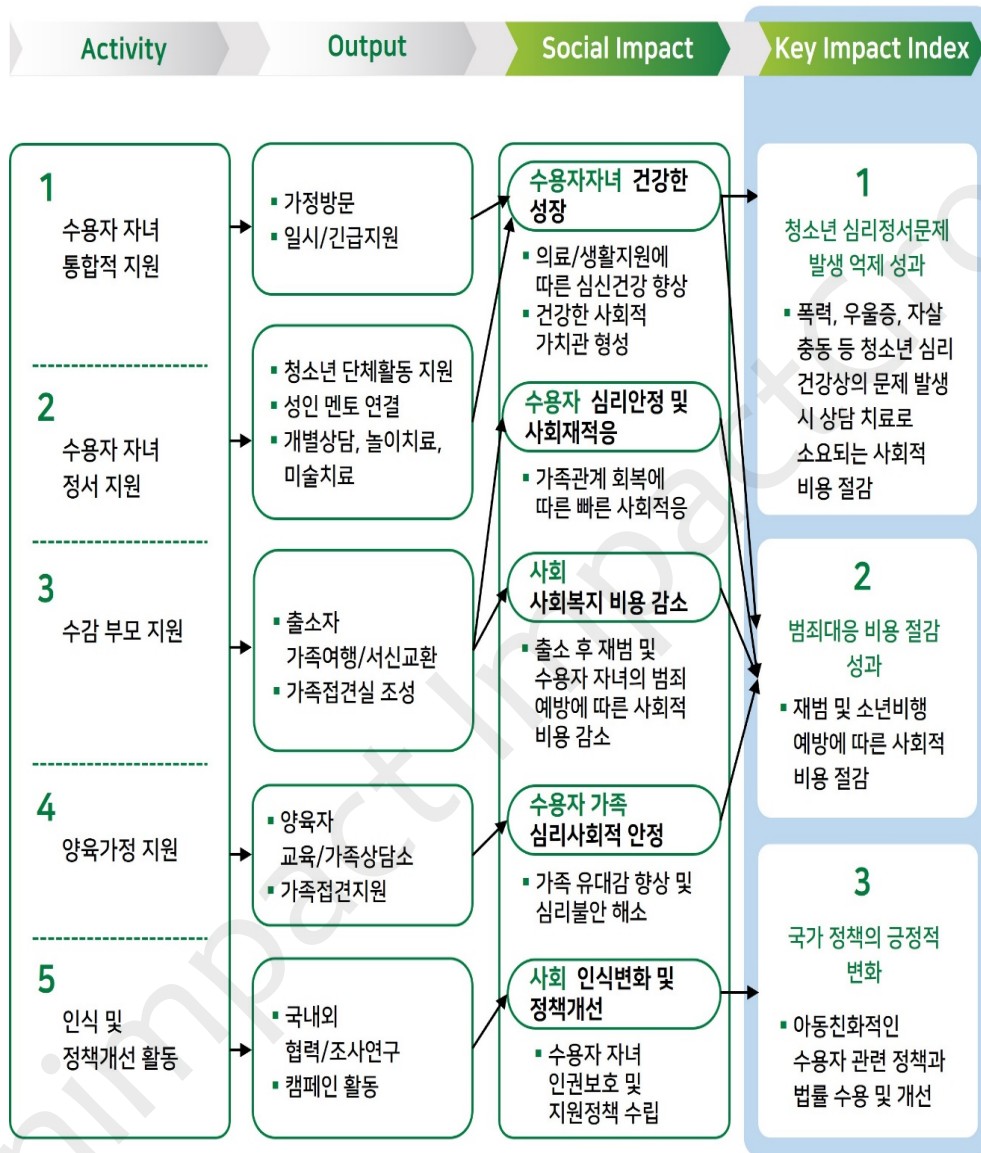 Activity
Output
Social Impact
Key Impact Index
1
수용자 자녀
통합적 지원
2
수용자 자녀
정서 지원
3
수감 부모 지원
4
양육가정 지원
5
인식 및
정책개선 활동
▪ 가정방문
▪ 일시/긴급지원
▪ 청소년 단체활동 지원
▪ 성인 멘토 연결
▪ 개별상담, 놀이치료,
미술치료
▪ 출소자
가족여행/서신교환
▪ 가족접견실 조성
▪ 양육자
교육/가족상담소
▪ 가족접견지원
▪ 국내외
협력/조사연구
▪ 캠페인 활동
수용자자녀 건강한
성장
▪ 의료/생활지원에
따른 심신건강 향상
▪ 건강한 사회적
가치관 형성
수용자 심리안정 및
사회재적응
▪ 가족관계 회복에
따른 빠른 사회적응
사회
사회복지 비용 감소
▪ 출소 후 재범 및
수용자 자녀의 범죄
예방에 따른 사회적
비용 감소
수용자 가족
심리사회적 안정
▪ 가족 유대감 향상 및
심리불안 해소
사회 인식변화 및
정책개선
▪ 수용자 자녀
인권보호 및
지원정책 수립
1
청소년 심리정서문제
발생 억제 성과
▪ 폭력, 우울증, 자살
충동 등 청소년 심리
건강상의 문제 발생
시 상담 치료로
소요되는 사회적
비용 절감
2
범죄대응 비용 절감
성과
▪ 재범 및 소년비행
예방에 따른 사회적
비용 절감
3
국가 정책의 긍정적
변화
▪ 아동친화적인
수용자 관련 정책과
법률 수용 및 개선